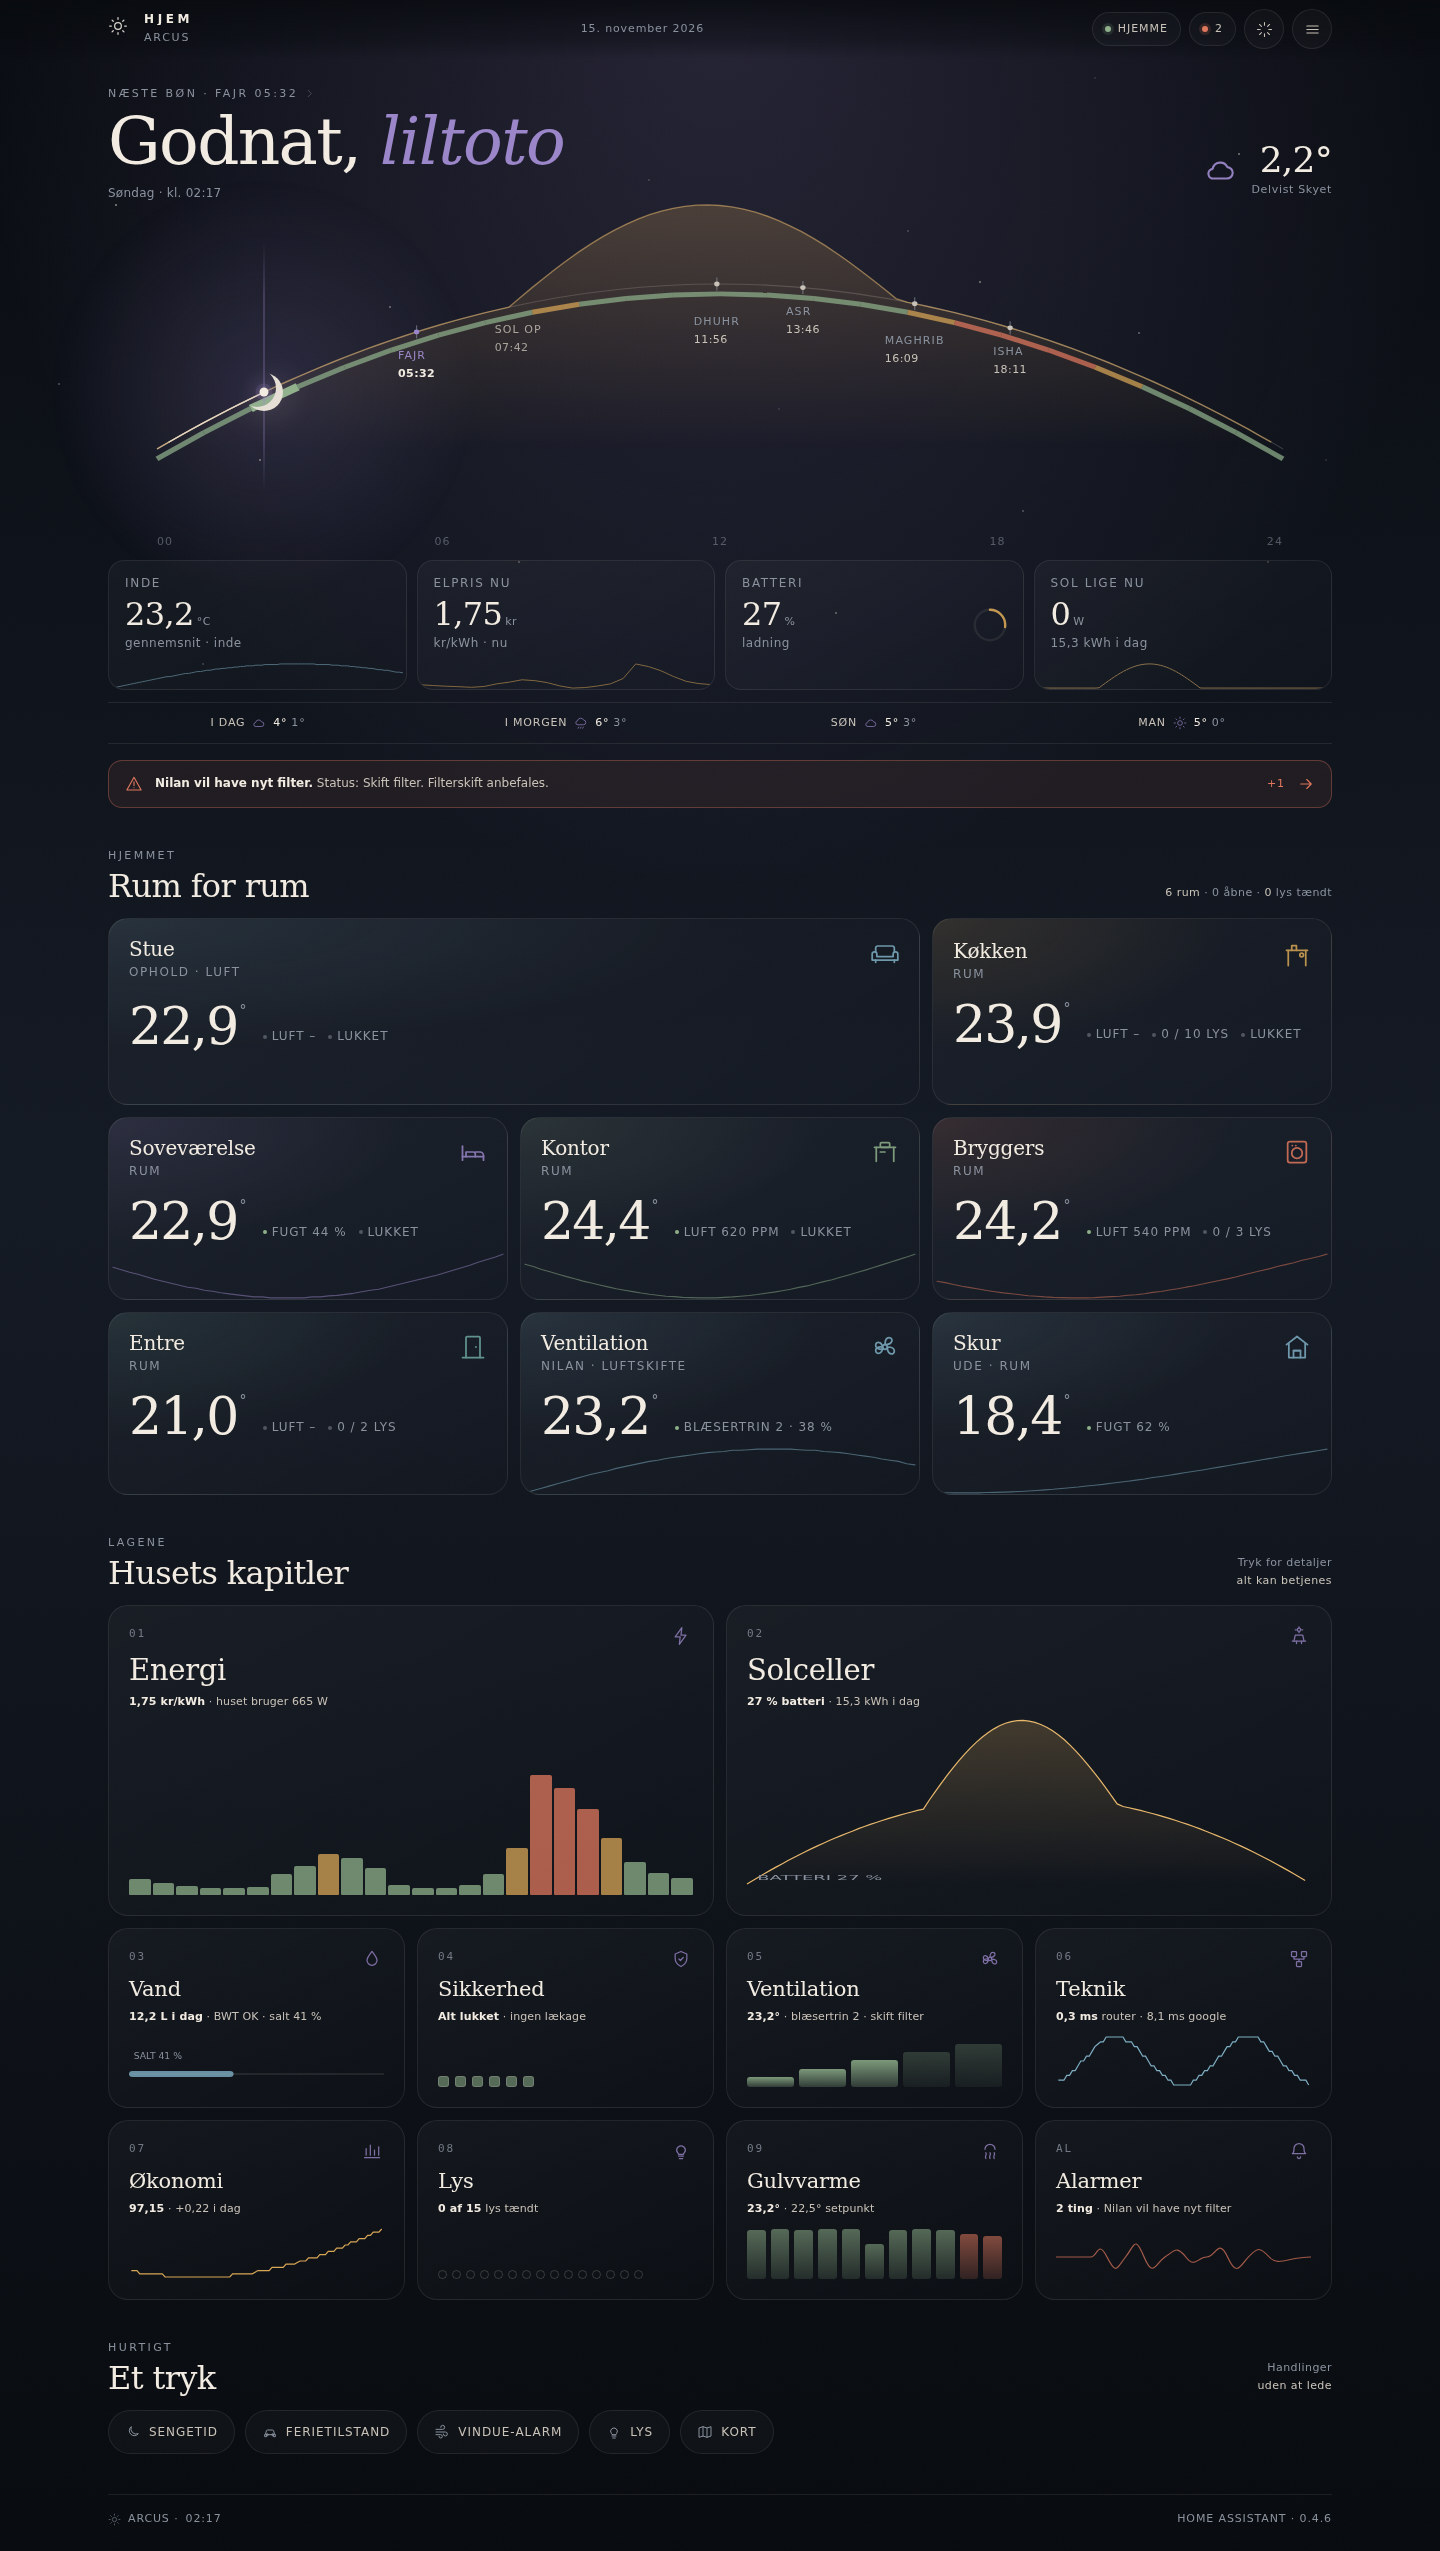 HJEM
ARCUS
15. november 2026
HJEMME
2
NÆSTE BØN · FAJR 05:32
Godnat, liltoto
Søndag · kl. 02:17
2,2°
Delvist Skyet
FAJR
05:32
SOL OP
07:42
DHUHR
11:56
ASR
13:46
MAGHRIB
16:09
ISHA
18:11
00 06 12 18 24
INDE
23,2 °C
gennemsnit · inde
ELPRIS NU
1,75 kr
kr/kWh · nu
BATTERI
27 %
ladning
SOL LIGE NU
0 W
15,3 kWh i dag
I DAG 4° 1°
I MORGEN 6° 3°
SØN 5° 3°
MAN 5° 0°
Nilan vil have nyt filter. Status: Skift filter. Filterskift anbefales.
+1
HJEMMET
Rum for rum
6 rum · 0 åbne · 0 lys tændt
Stue
OPHOLD · LUFT
22,9°
LUFT – LUKKET
Køkken
RUM
23,9°
LUFT – 0 / 10 LYS LUKKET
Soveværelse
RUM
22,9°
FUGT 44 % LUKKET
Kontor
RUM
24,4°
LUFT 620 PPM LUKKET
Bryggers
RUM
24,2°
LUFT 540 PPM 0 / 3 LYS
Entre
RUM
21,0°
LUFT – 0 / 2 LYS
Ventilation
NILAN · LUFTSKIFTE
23,2°
BLÆSERTRIN 2 · 38 %
Skur
UDE · RUM
18,4°
FUGT 62 %
LAGENE
Husets kapitler
Tryk for detaljer
alt kan betjenes
01
Energi
1,75 kr/kWh · huset bruger 665 W
02
Solceller
27 % batteri · 15,3 kWh i dag
BATTERI 27 %
03
Vand
12,2 L i dag · BWT OK · salt 41 %
SALT 41 %
04
Sikkerhed
Alt lukket · ingen lækage
05
Ventilation
23,2° · blæsertrin 2 · skift filter
06
Teknik
0,3 ms router · 8,1 ms google
07
Økonomi
97,15 · +0,22 i dag
08
Lys
0 af 15 lys tændt
09
Gulvvarme
23,2° · 22,5° setpunkt
AL
Alarmer
2 ting · Nilan vil have nyt filter
HURTIGT
Et tryk
Handlinger
uden at lede
SENGETID
FERIETILSTAND
VINDUE-ALARM
LYS
KORT
ARCUS · 02:17
HOME ASSISTANT · 0.4.6